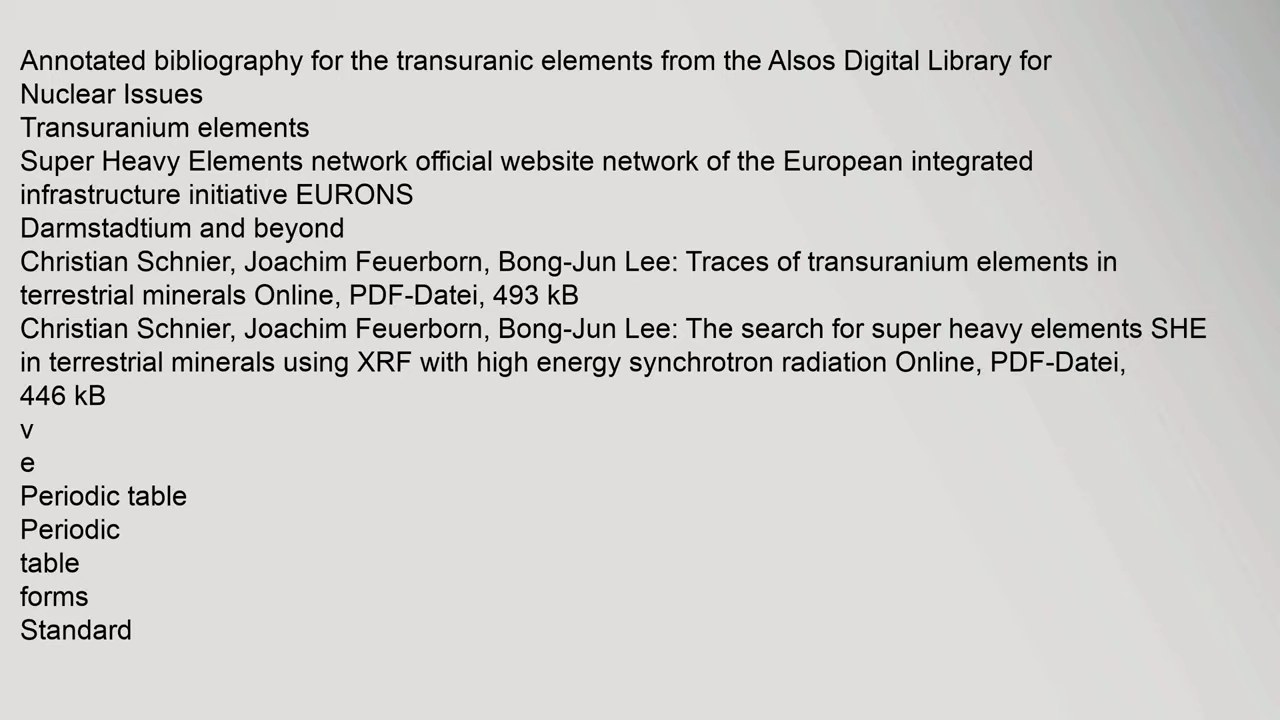 Annotated bibliography for the transuranic elements from the Alsos Digital Library for
Nuclear Issues
Transuranium elements
Super Heavy Elements network official website network of the European integrated
infrastructure initiative EURONS
Darmstadtium and beyond
Christian Schnier, Joachim Feuerborn, Bong-Jun Lee: Traces of transuranium elements in
terrestrial minerals Online, PDF-Datei, 493 kB
Christian Schnier, Joachim Feuerborn, Bong-Jun Lee: The search for super heavy elements SHE
in terrestrial minerals using XRF with high energy synchrotron radiation Online, PDF-Datei,
446 kB
v
e
Periodic table
Periodic
table
forms
Standard